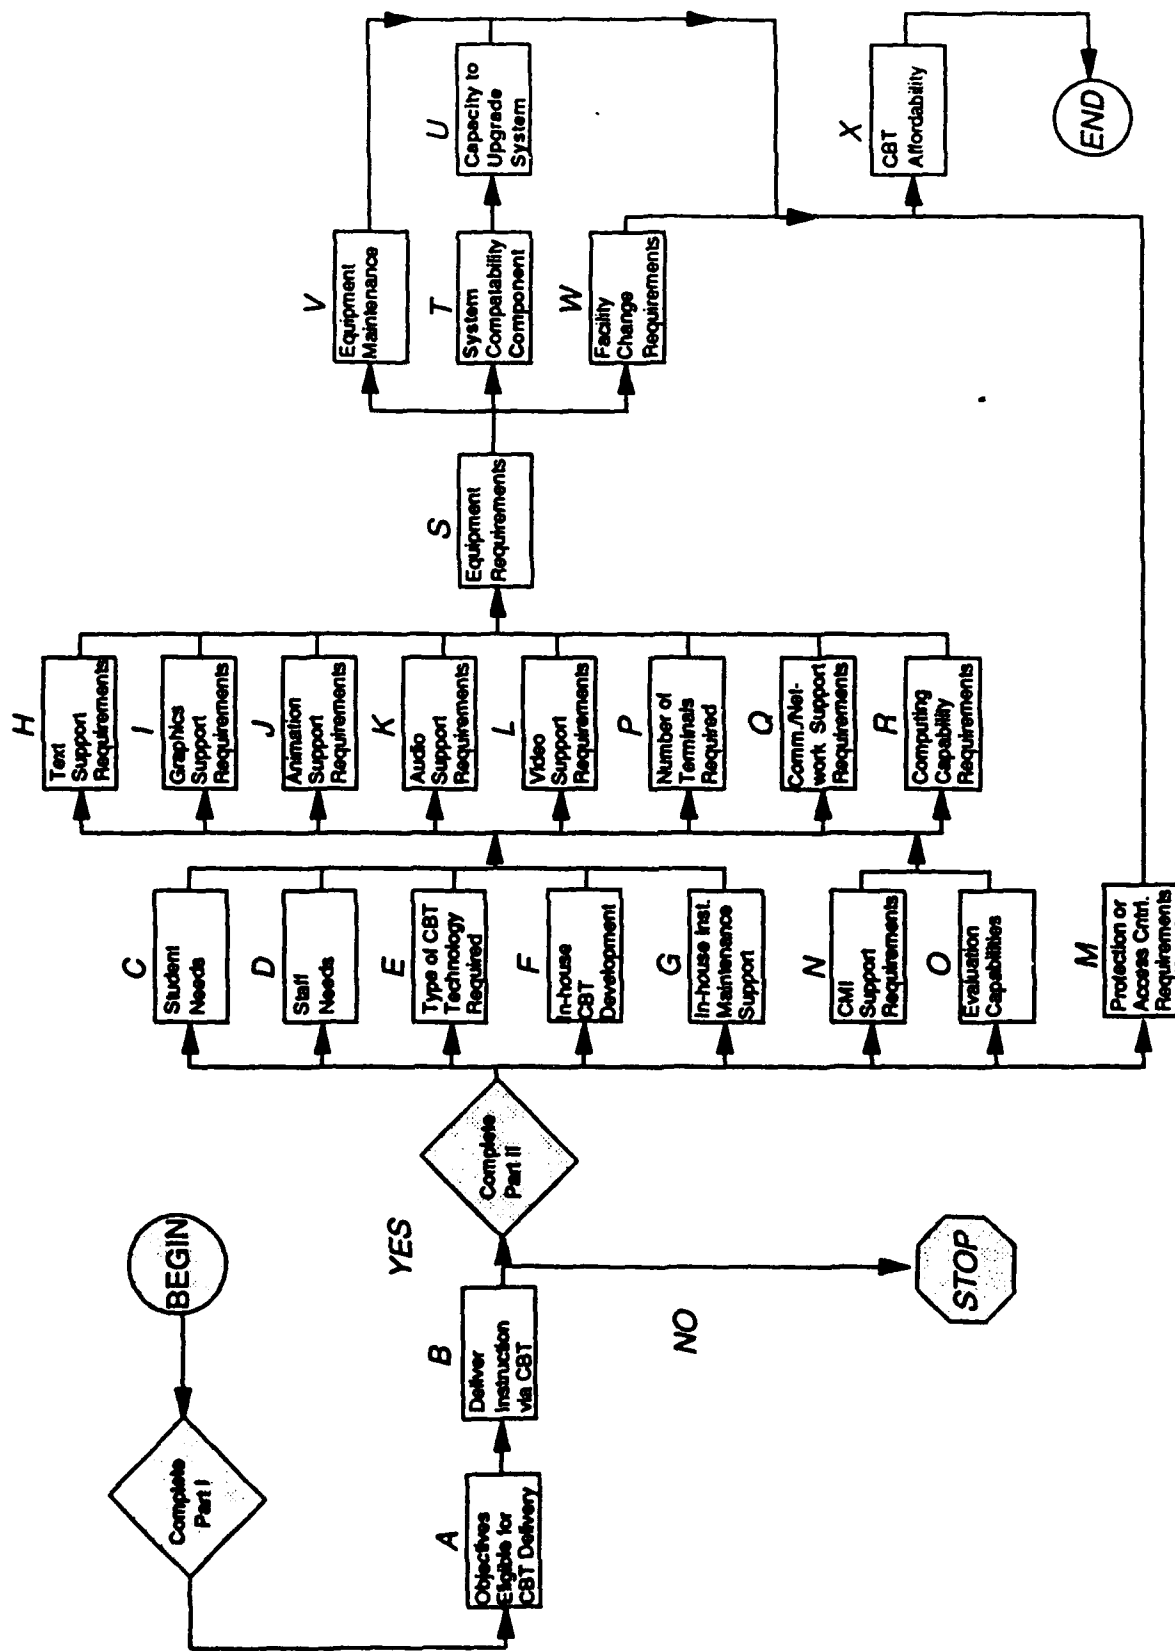 BEGIN
Complete
Part I
A
Objectives
Eligible for
CBT Delivery
B
Deliver
Instruction
via CBT
YES
NO
STOP
Complete
Part II
C
Student
Needs
D
Staff
Needs
E
Type of CBT
Technology
Required
F
In-house
CBT
Development
G
In-house Inst.
Maintenance
Support
N
CMI
Support
Requirements
O
Evaluation
Capabilities
M
Protection or
Access Cntrl.
Requirements
H
Text
Support
Requirements
I
Graphics
Support
Requirements
J
Animation
Support
Requirements
K
Audio
Support
Requirements
L
Video
Support
Requirements
P
Number of
Terminals
Required
Q
Comm./Net-
work Support
Requirements
R
Computing
Capability
Requirements
S
Equipment
Requirements
V
Equipment
Maintenance
T
System
Compatability
Component
W
Facility
Change
Requirements
U
Capacity to
Upgrade
System
X
CBT
Affordability
END